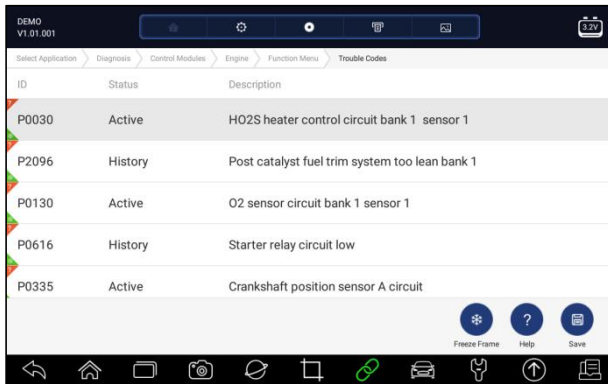 DEMO
V1.01.001
3.2V
Select Application Diagnosis Control Modules Engine Function Menu Trouble Codes
ID Status Description
P0030 Active HO2S heater control circuit bank 1 sensor 1
P2096 History Post catalyst fuel trim system too lean bank 1
P0130 Active O2 sensor circuit bank 1 sensor 1
P0616 History Starter relay circuit low
P0335 Active Crankshaft position sensor A circuit
Freeze Frame ? Help Save